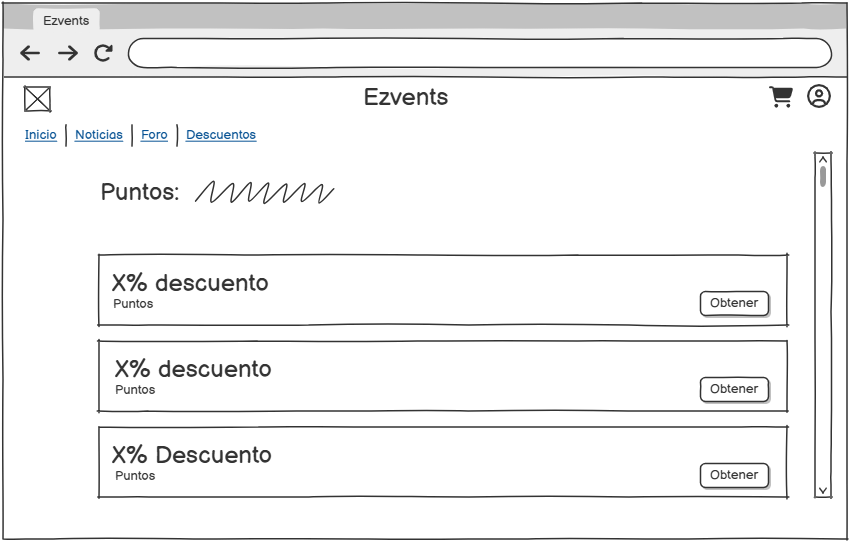 Ezvents
Ezvents
Inicio | Noticias | Foro | Descuentos
Puntos:
X% descuento
Puntos
Obtener
X% descuento
Puntos
Obtener
X% Descuento
Puntos
Obtener